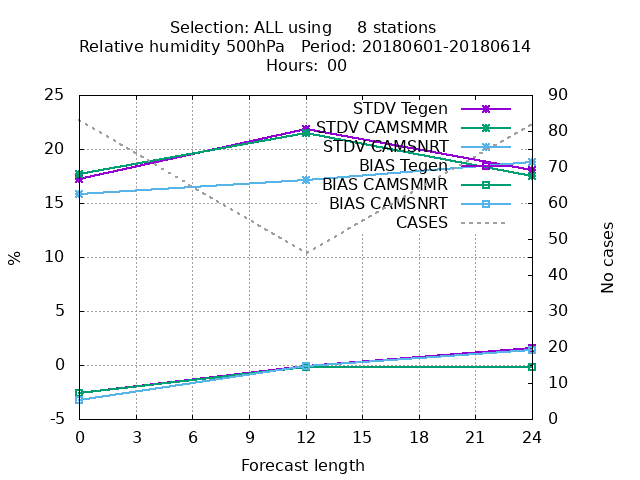 Selection: ALL using 8 stations
Relative humidity 500hPa Period: 20180601-20180614
Hours: 00
25 90
STDV Tegen
STDV CAMSMMR
80
20 STDV CAMSNRT
BIAS Tegen
70
BIAS CAMSMMR
15 BIAS CAMSNRT 60
CASES
50
10
40
5 30
20
0
10
-5 0
0 3 6 9 12 15 18 21 24
%
No cases
Forecast length